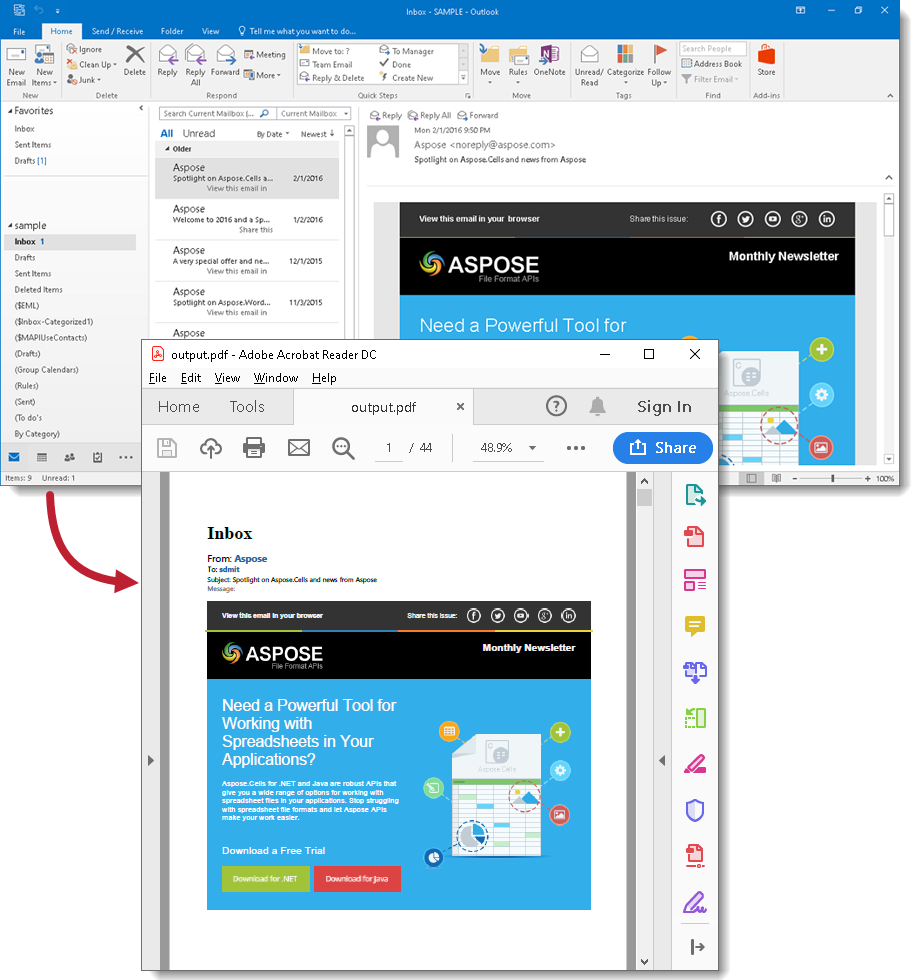 Inbox - SAMPLE - Outlook
File Home Send / Receive Folder View Tell me what you want to do...
New Email
New Items
Ignore
Clean Up
Junk
Delete
Reply
Reply All
Forward
Meeting
More
Move to: ?
Team Email
Reply & Delete
To Manager
Done
Create New
Move
Rules
OneNote
Unread/ Read
Categorize
Follow Up
Search People
Address Book
Filter Email
Store
New Delete Respond Quick Steps Move Tags Find Add-ins
Favorites
Inbox
Sent Items
Drafts [1]
sample
Inbox 1
Drafts
Sent Items
Deleted Items
($EML)
($Inbox-Categorized1)
($MAPIUseContacts)
(Drafts)
(Group Calendars)
(Rules)
(Sent)
(To do's
By Category)
Items: 9 Unread: 1
Search Current Mailbox (... Current Mailbox
All Unread By Date Newest
Older
Aspose
Spotlight on Aspose.Cells a... 2/1/2016
View this email in
Aspose
Welcome to 2016 and a Sp... 1/2/2016
Share this
Aspose
A very special offer and ne... 12/1/2015
View this email in
Aspose
Spotlight on Aspose.Word... 11/3/2015
View this email in
Aspose
Reply Reply All Forward
Mon 2/1/2016 9:50 PM
Aspose <noreply@aspose.com>
Spotlight on Aspose.Cells and news from Aspose
View this email in your browser Share this issue:
ASPOSE
File Format APIs
Monthly Newsletter
Need a Powerful Tool for
Aspose.Cells
100%
output.pdf - Adobe Acrobat Reader DC
File Edit View Window Help
Home Tools output.pdf Sign In
1 / 44 48.9% Share
Inbox
From: Aspose
To: sdmit
Subject: Spotlight on Aspose.Cells and news from Aspose
Message:
View this email in your browser Share this issue:
ASPOSE
File Format APIs
Monthly Newsletter
Need a Powerful Tool for
Working with
Spreadsheets in Your
Applications?
Aspose.Cells for .NET and Java are robust APIs that
give you a wide range of options for working with
spreadsheet files in your applications. Stop struggling
with spreadsheet file formats and let Aspose APIs
make your work easier.
Download a Free Trial
Download for .NET Download for Java
C
Aspose.Cells